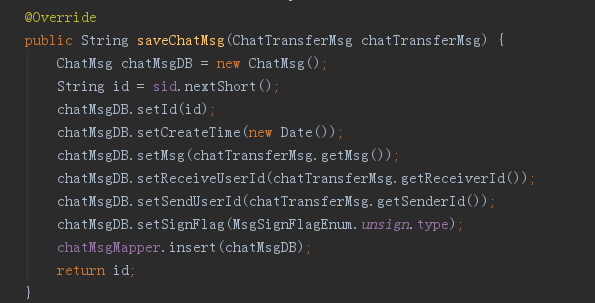 @Override
public String saveChatMsg(ChatTransferMsg chatTransferMsg) {
    ChatMsg chatMsgDB = new ChatMsg();
    String id = sid.nextShort();
    chatMsgDB.setId(id);
    chatMsgDB.setCreateTime(new Date());
    chatMsgDB.setMsg(chatTransferMsg.getMsg());
    chatMsgDB.setReceiveUserId(chatTransferMsg.getReceiverId());
    chatMsgDB.setSendUserId(chatTransferMsg.getSenderId());
    chatMsgDB.setSignFlag(MsgSignFlagEnum.unsign.type);
    chatMsgMapper.insert(chatMsgDB);
    return id;
}